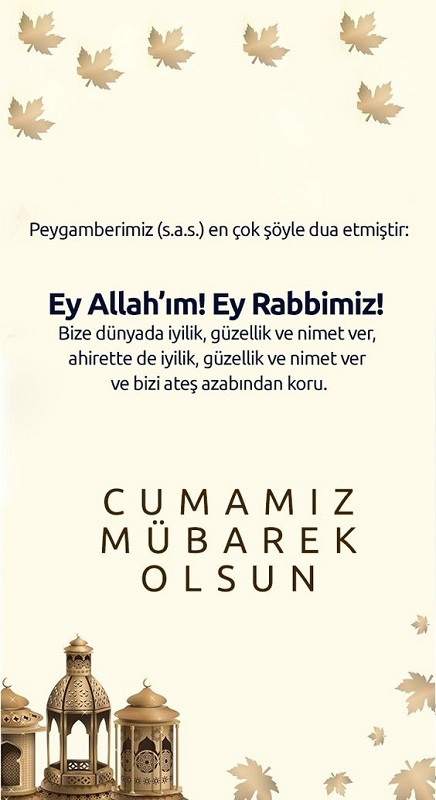 Peygamberimiz (s.a.s.) en çok şöyle dua etmiştir:
Ey Allah’ım! Ey Rabbimiz!
Bize dünyada iyilik, güzellik ve nimet ver,
ahirette de iyilik, güzellik ve nimet ver
ve bizi ateş azabından koru.
CUMAMIZ
MÜBAREK
OLSUN